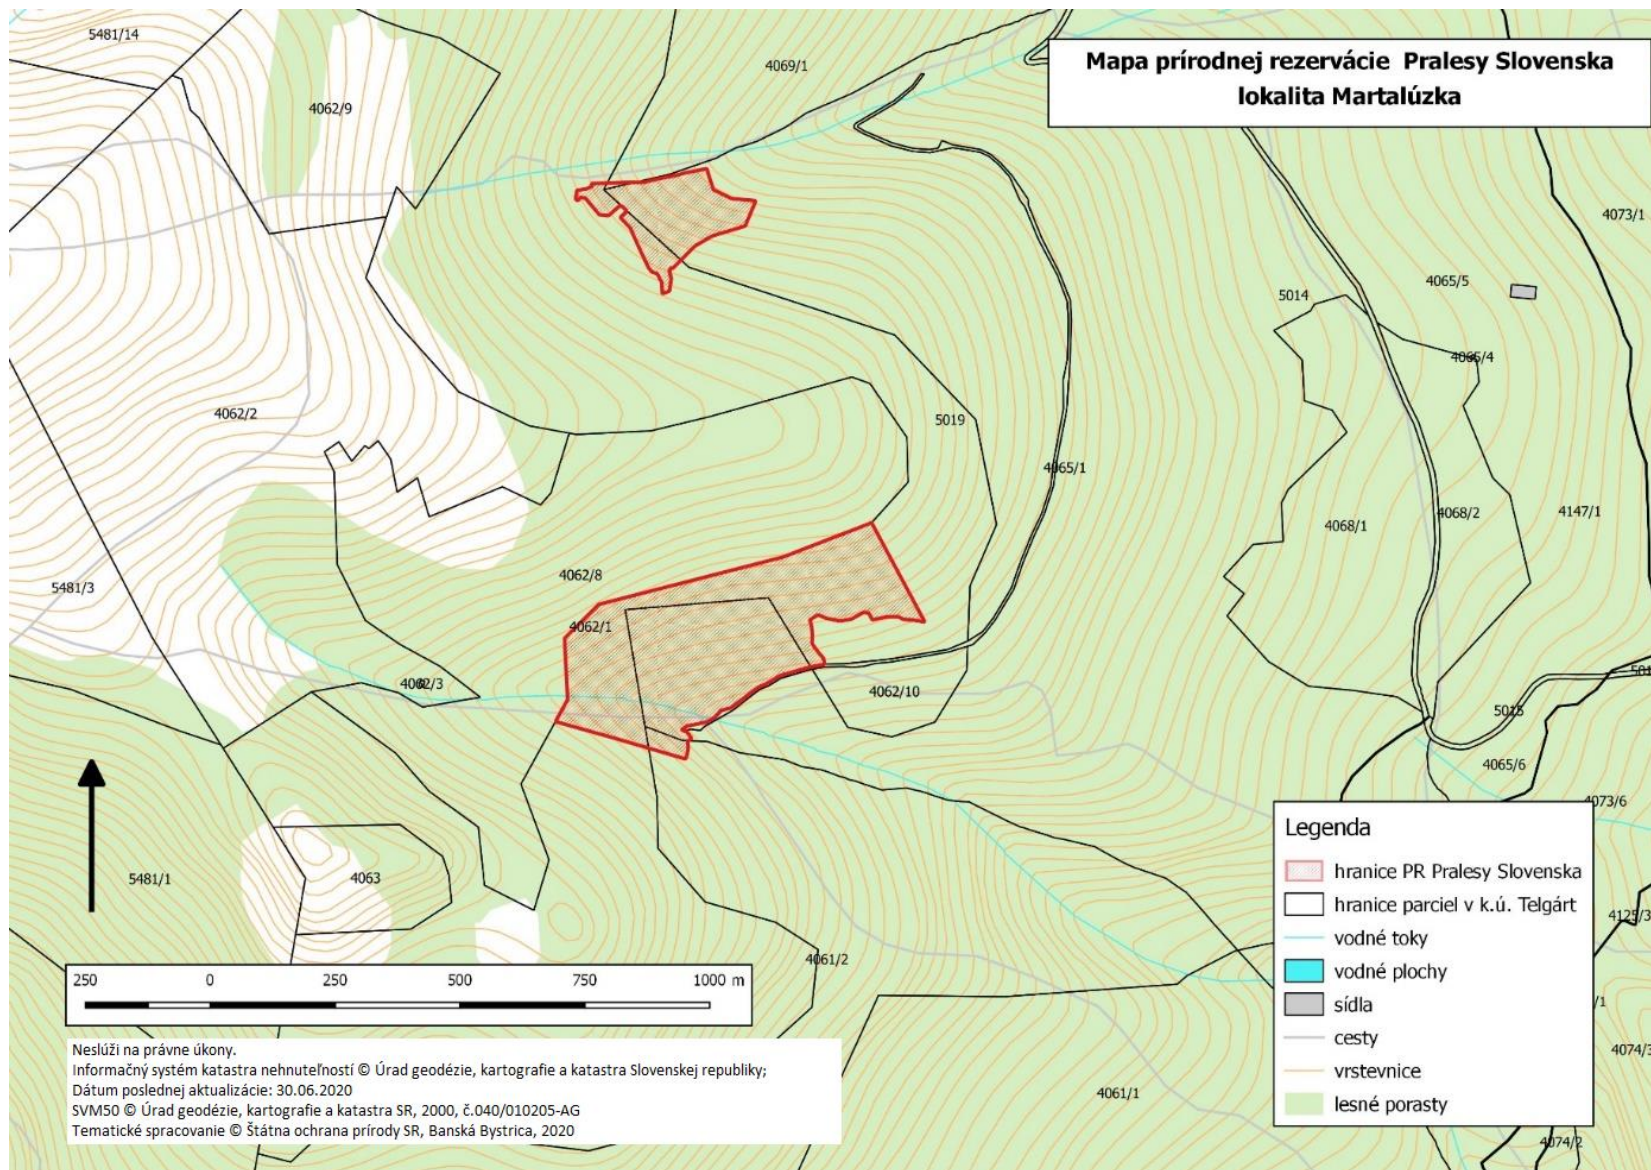 Mapa prírodnej rezervácie Pralesy Slovenska
lokalita Martalúzka
5481/14
4069/1
4062/9
4073/1
4065/5
5014
4065/4
4062/2
5019
4065/1
4068/1
4068/2
4147/1
5481/3
4062/8
4062/1
4062/3
4062/10
5015
4065/6
4073/6
5481/1
4063
4125/3
4061/2
4074/3
4061/1
4074/2
Legenda
hranice PR Pralesy Slovenska
hranice parciel v k.ú. Telgárt
vodné toky
vodné plochy
sídla
cesty
vrstevnice
lesné porasty
250 0 250 500 750 1000 m
Neslúži na právne úkony.
Informačný systém katastra nehnuteľností © Úrad geodézie, kartografie a katastra Slovenskej republiky;
Dátum poslednej aktualizácie: 30.06.2020
SVM50 © Úrad geodézie, kartografie a katastra SR, 2000, č.040/010205-AG
Tematické spracovanie © Štátna ochrana prírody SR, Banská Bystrica, 2020